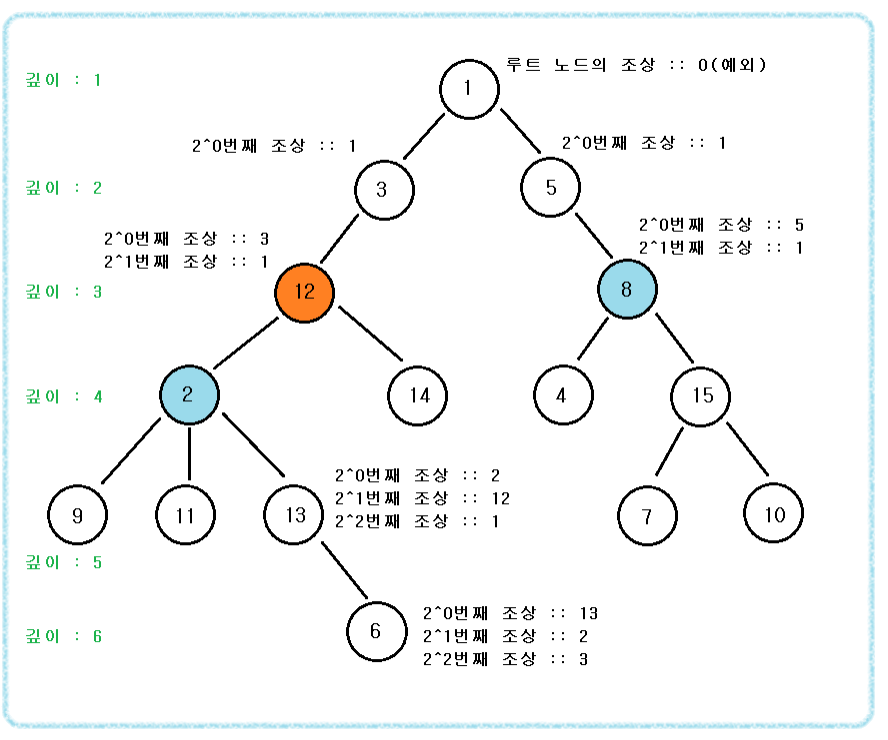 루트 노드의 조상 :: 0(예외)
깊이 : 1
1
2^0번째 조상 :: 1
2^0번째 조상 :: 1
깊이 : 2
3
5
2^0번째 조상 :: 3
2^1번째 조상 :: 1
2^0번째 조상 :: 5
2^1번째 조상 :: 1
깊이 : 3
12
8
깊이 : 4
2
14
4
15
2^0번째 조상 :: 2
2^1번째 조상 :: 12
2^2번째 조상 :: 1
9
11
13
7
10
깊이 : 5
깊이 : 6
6
2^0번째 조상 :: 13
2^1번째 조상 :: 2
2^2번째 조상 :: 3